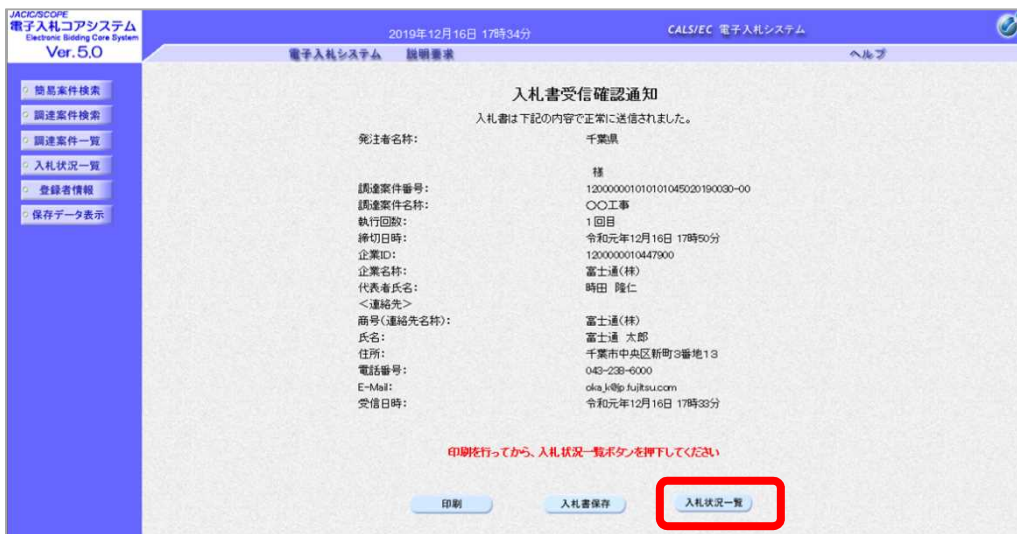 JACIC/SCOPE
電子入札コアシステム
Electronic Bidding Core System
Ver.5.0
2019年12月16日 17時34分
CALS/EC 電子入札システム
電子入札システム 説明要求 ヘルプ
簡易案件検索
調達案件検索
調達案件一覧
入札状況一覧
登録者情報
保存データ表示
入札書受信確認通知
入札書は下記の内容で正常に送信されました。
発注者名称: 千葉県
様
調達案件番号: 120000001010101045020190030-00
調達案件名称: 〇〇工事
執行回数: 1回目
締切日時: 令和元年12月16日 17時50分
企業ID: 1200000010447900
企業名称: 富士通(株)
代表者氏名: 時田 隆仁
<連絡先>
商号(連絡先名称): 富士通(株)
氏名: 富士通 太郎
住所: 千葉市中央区新町3番地13
電話番号: 043-238-6000
E-Mail: oka_k@jp.fujitsu.com
受信日時: 令和元年12月16日 17時33分
印刷を行ってから、入札状況一覧ボタンを押下してください
印刷 入札書保存 入札状況一覧